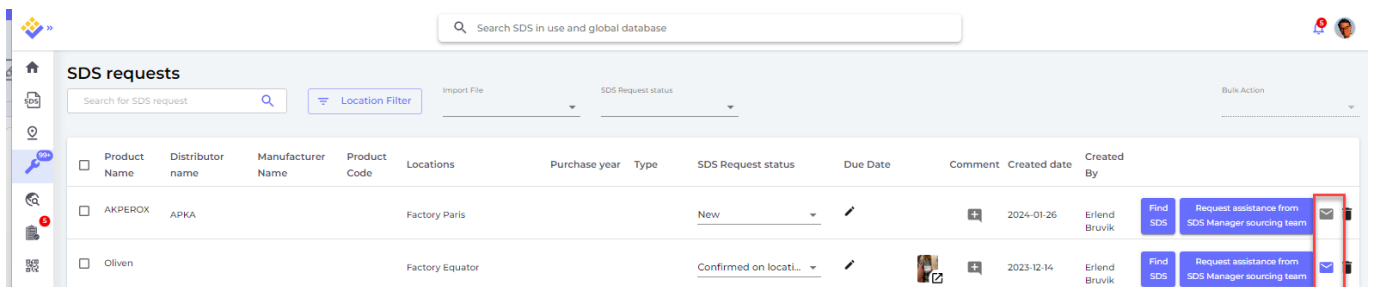 »
Search SDS in use and global database
5
SDS requests
Search for SDS request
Location Filter
Import File
SDS Request status
Bulk Action
SDS
99+
5
Product Name
Distributor name
Manufacturer Name
Product Code
Locations
Purchase year
Type
SDS Request status
Due Date
Comment
Created date
Created By
AKPEROX
APKA
Factory Paris
New
2024-01-26
Erlend Bruvik
Find SDS
Request assistance from SDS Manager sourcing team
Oliven
Factory Equator
Confirmed on locati...
2023-12-14
Erlend Bruvik
Find SDS
Request assistance from SDS Manager sourcing team